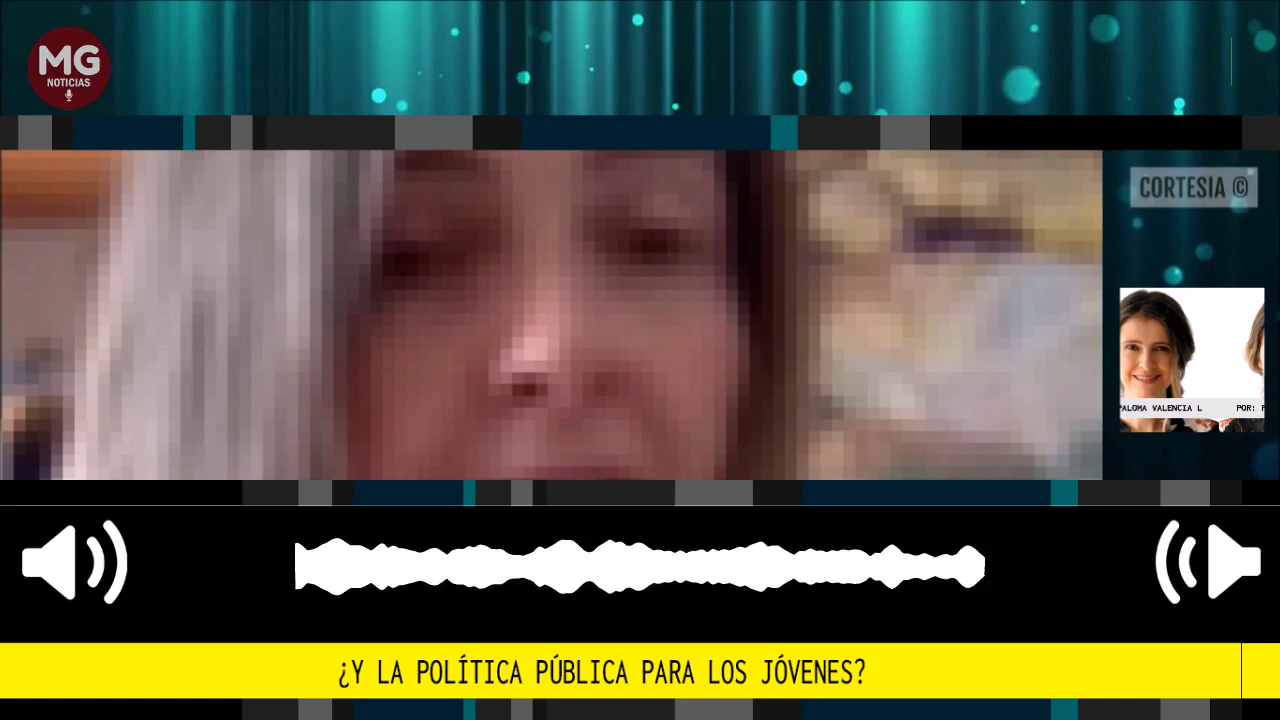 MG
NOTICIAS
CORTESIA ©
PALOMA VALENCIA L POR:
¿Y LA POLÍTICA PÚBLICA PARA LOS JÓVENES?